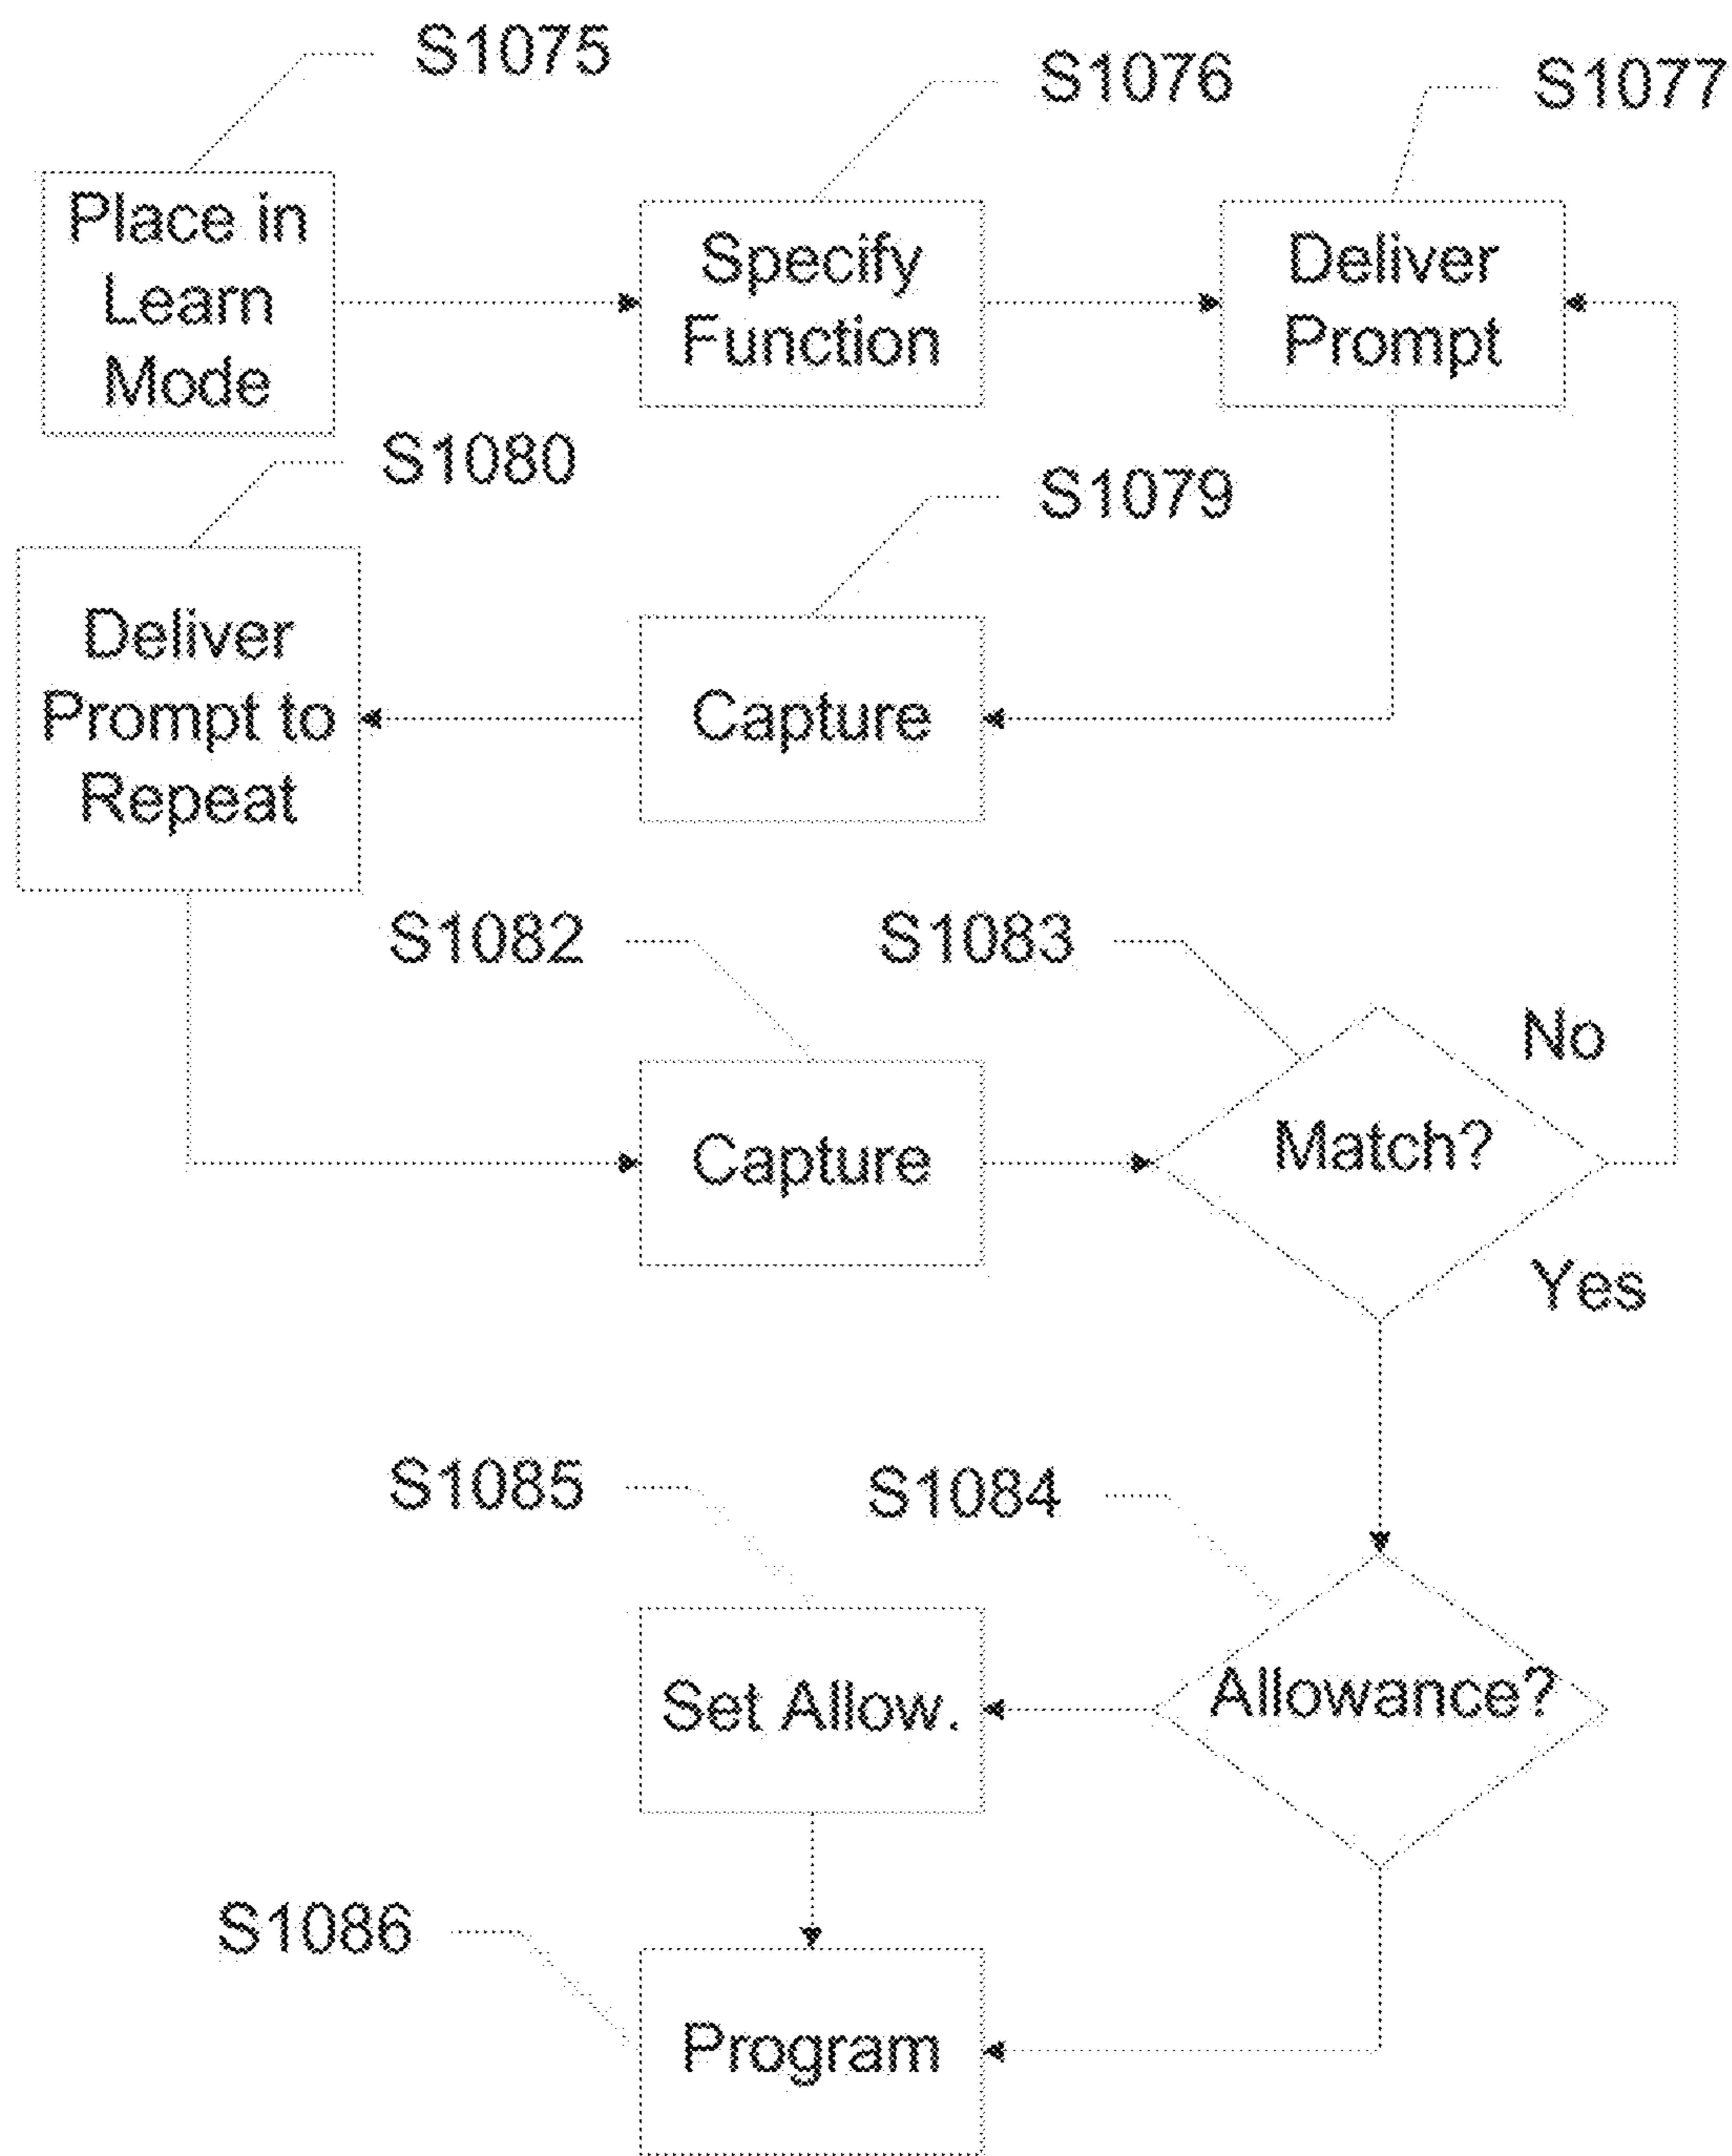 S1075
S1076
S1077
Place in
Learn
Mode
Specify
Function
Deliver
Prompt
S1080
S1079
Deliver
Prompt to
Repeat
Capture
S1082
S1083
No
Capture
Match?
Yes
S1085
S1084
Set Allow.
Allowance?
S1086
Program